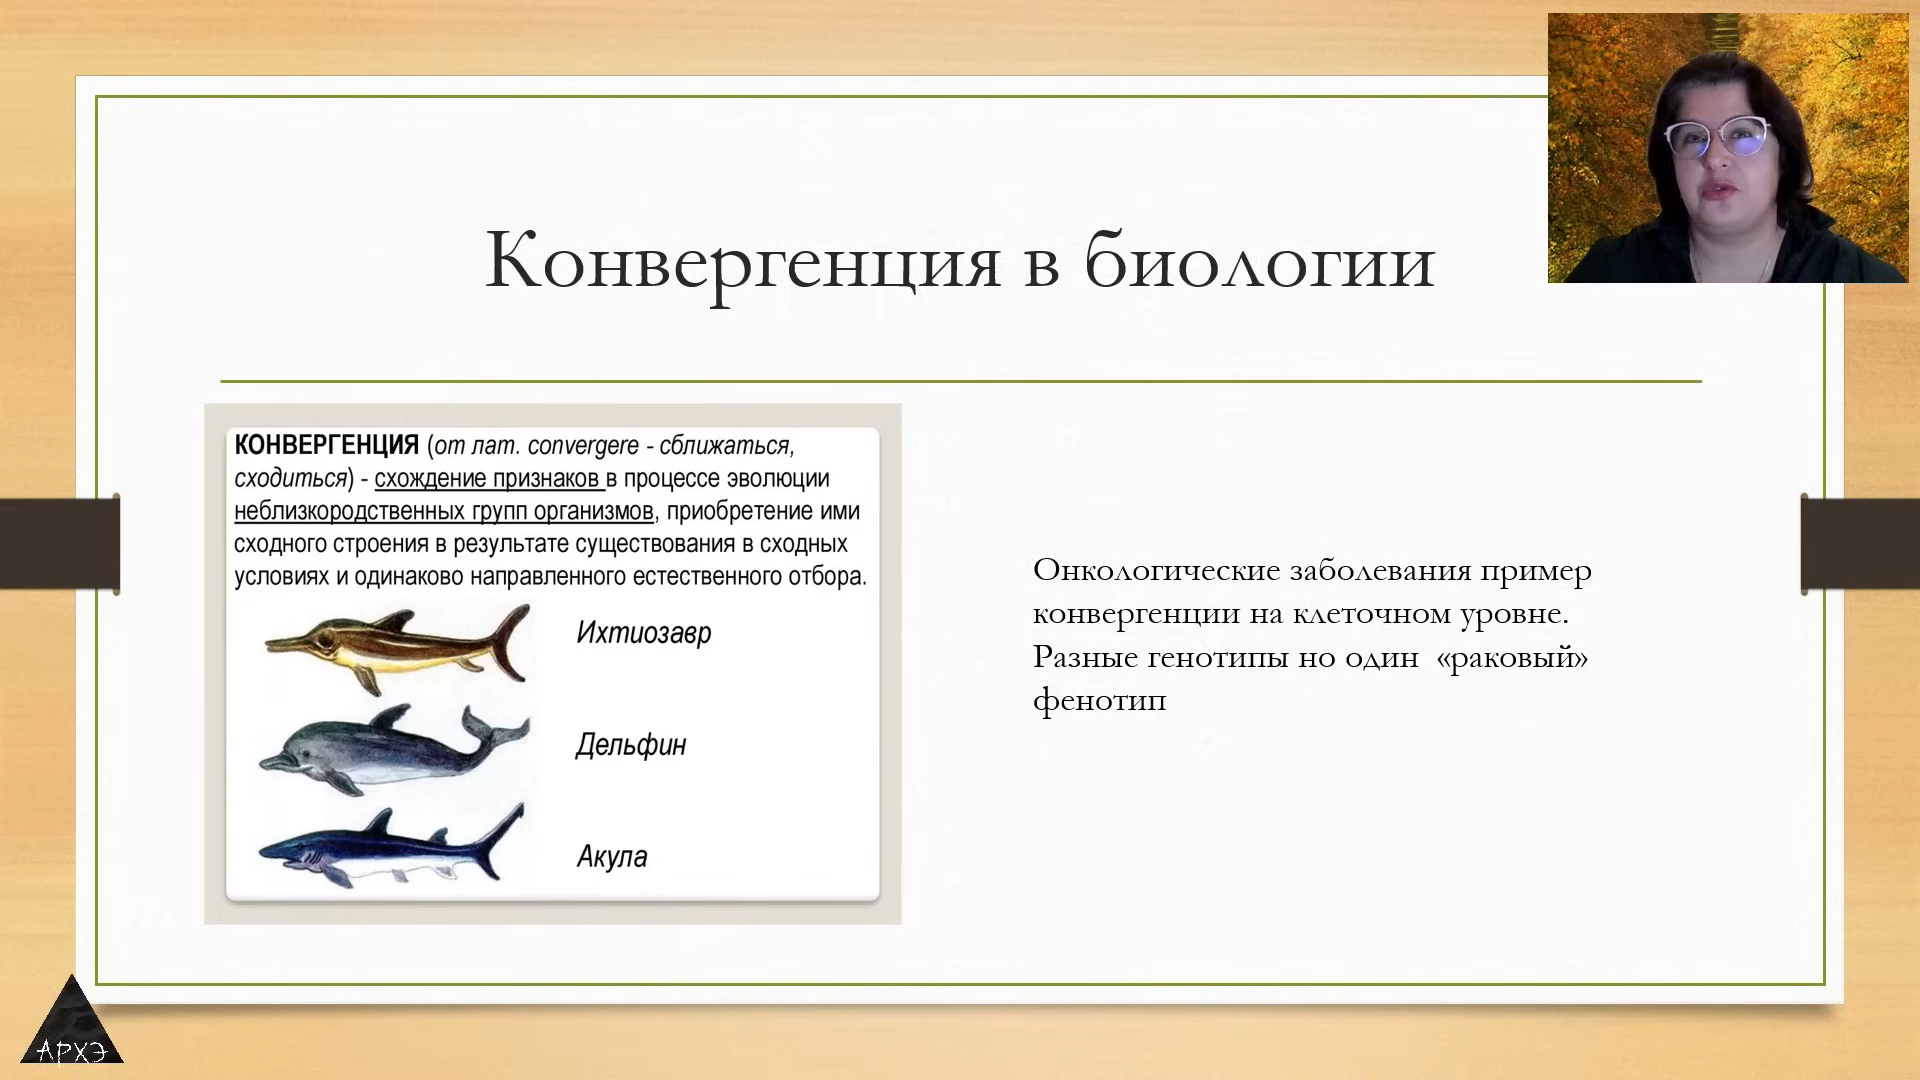 Конвергенция в биологии
КОНВЕРГЕНЦИЯ (от лат. convergere - сближаться,
сходиться) - схождение признаков в процессе эволюции
неблизкородственных групп организмов, приобретение ими
сходного строения в результате существования в сходных
условиях и одинаково направленного естественного отбора.
Ихтиозавр
Дельфин
Акула
Онкологические заболевания пример
конвергенции на клеточном уровне.
Разные генотипы но один «раковый»
фенотип
АРХЭ